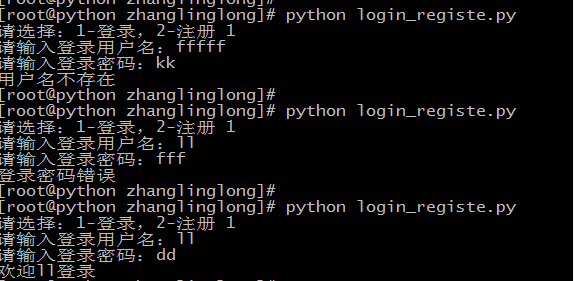 [root@python zhanglinglong]#
[root@python zhanglinglong]# python login_registe.py
请选择：1-登录，2-注册 1
请输入登录用户名：fffff
请输入登录密码：kk
用户名不存在
[root@python zhanglinglong]#
[root@python zhanglinglong]# python login_registe.py
请选择：1-登录，2-注册 1
请输入登录用户名：ll
请输入登录密码：fff
登录密码错误
[root@python zhanglinglong]#
[root@python zhanglinglong]# python login_registe.py
请选择：1-登录，2-注册 1
请输入登录用户名：ll
请输入登录密码：dd
欢迎ll登录